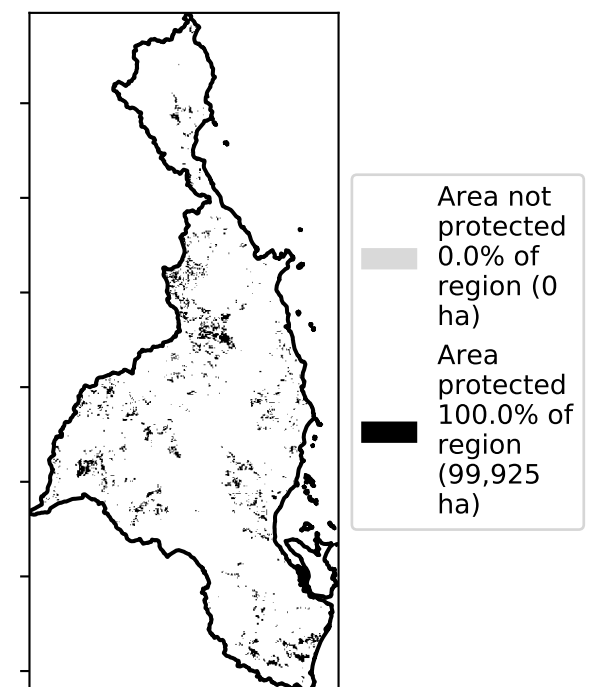 Area not
protected
0.0% of
region (0
ha)
Area
protected
100.0% of
region
(99,925
ha)